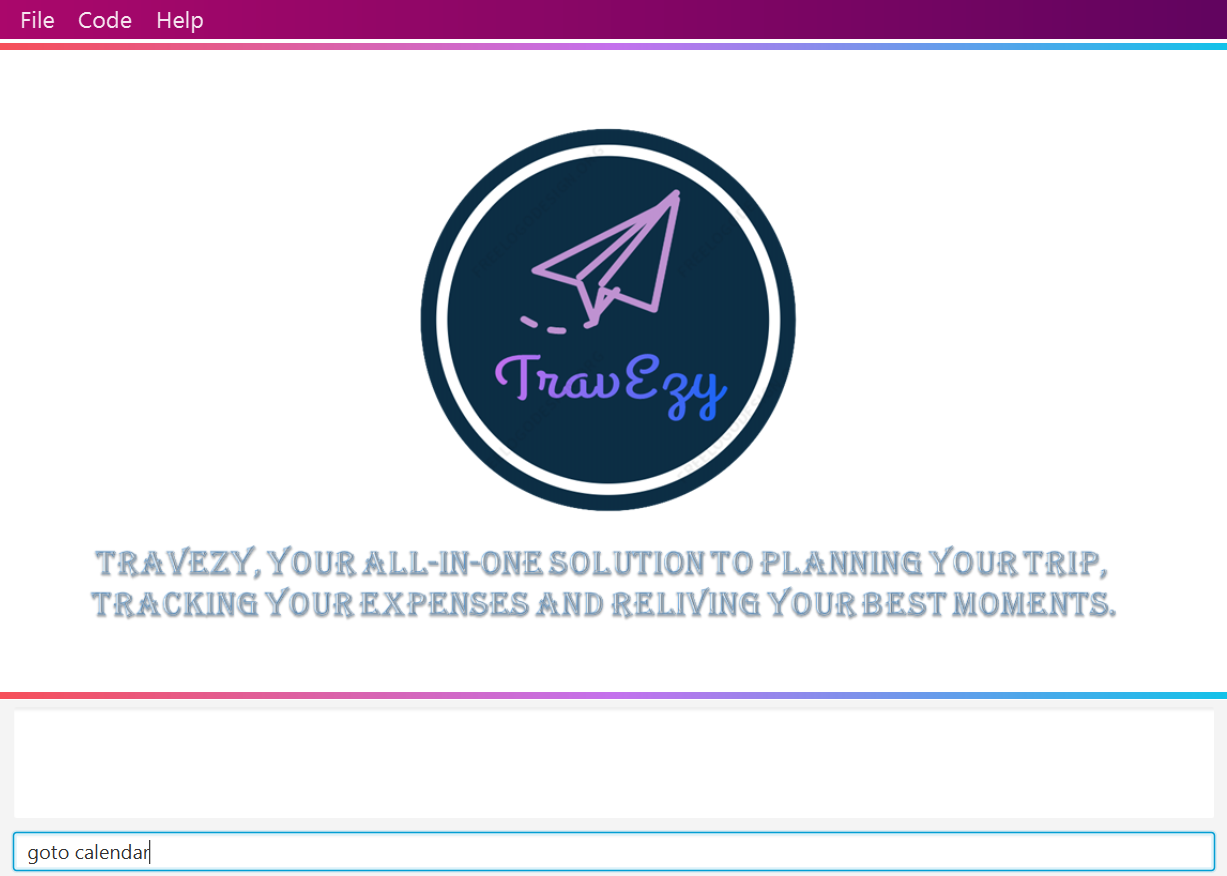 File Code Help
TravEzy
TRAVEZY, YOUR ALL-IN-ONE SOLUTION TO PLANNING YOUR TRIP,
TRACKING YOUR EXPENSES AND RELIVING YOUR BEST MOMENTS.
goto calendar